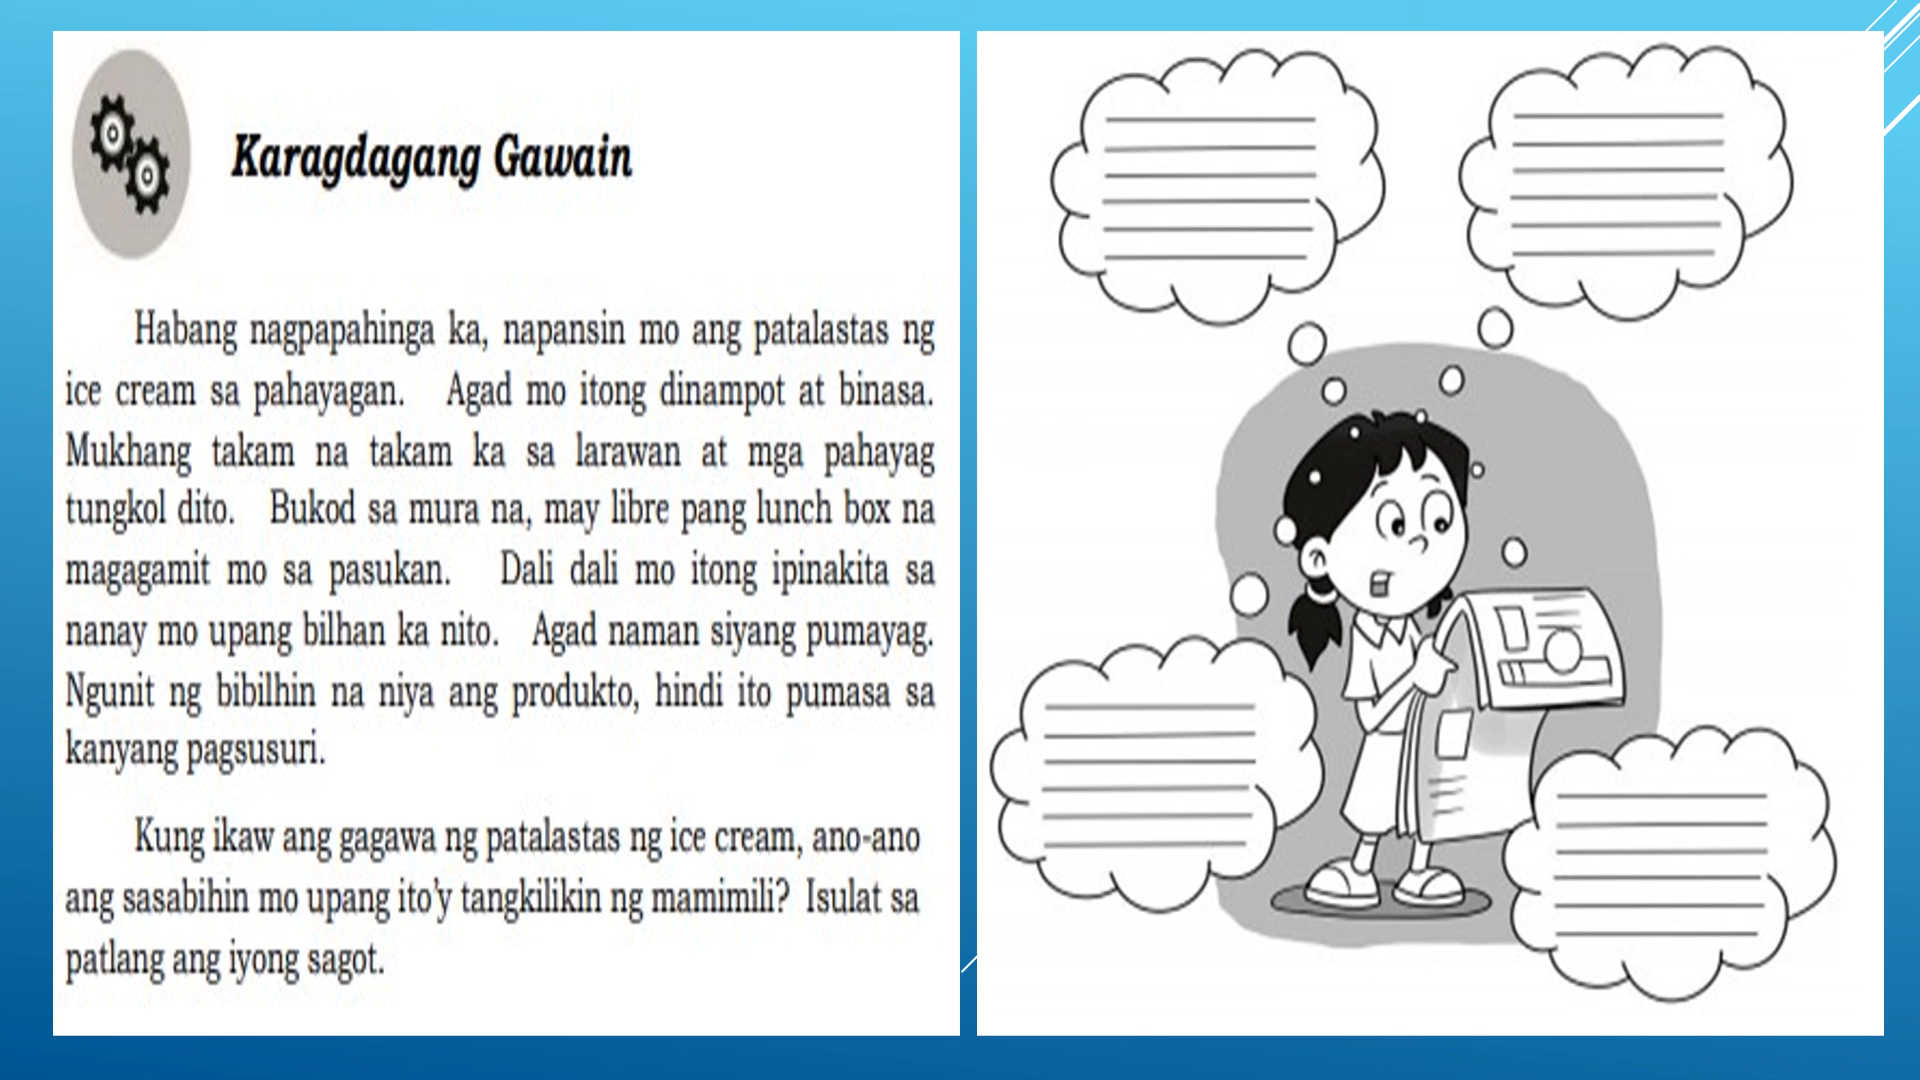 Karagdagang Gawain
Habang nagpapahinga ka, napansin mo ang patalastas ng
ice cream sa pahayagan. Agad mo itong dinampot at binasa.
Mukhang takam na takam ka sa larawan at mga pahayag
tungkol dito. Bukod sa mura na, may libre pang lunch box na
magagamit mo sa pasukan. Dali dali mo itong ipinakita sa
nanay mo upang bilhan ka nito. Agad naman siyang pumayag.
Ngunit ng bibilhin na niya ang produkto, hindi ito pumasa sa
kanyang pagsusuri.
Kung ikaw ang gagawa ng patalastas ng ice cream, ano-ano
ang sasabihin mo upang ito'y tangkilikin ng mamimili? Isulat sa
patlang ang iyong sagot.